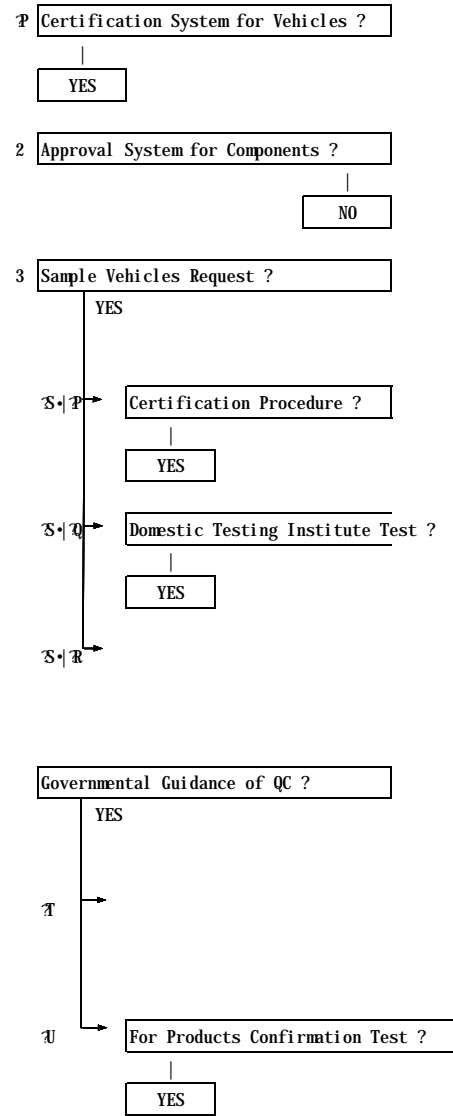 ?P Certification System for Vehicles ?
YES
2 Approval System for Components ?
NO
3 Sample Vehicles Request ?
YES
?S•|?P Certification Procedure ?
YES
?S•|?Q Domestic Testing Institute Test ?
YES
?S•|?R
Governmental Guidance of QC ?
YES
?T
?U For Products Confirmation Test ?
YES